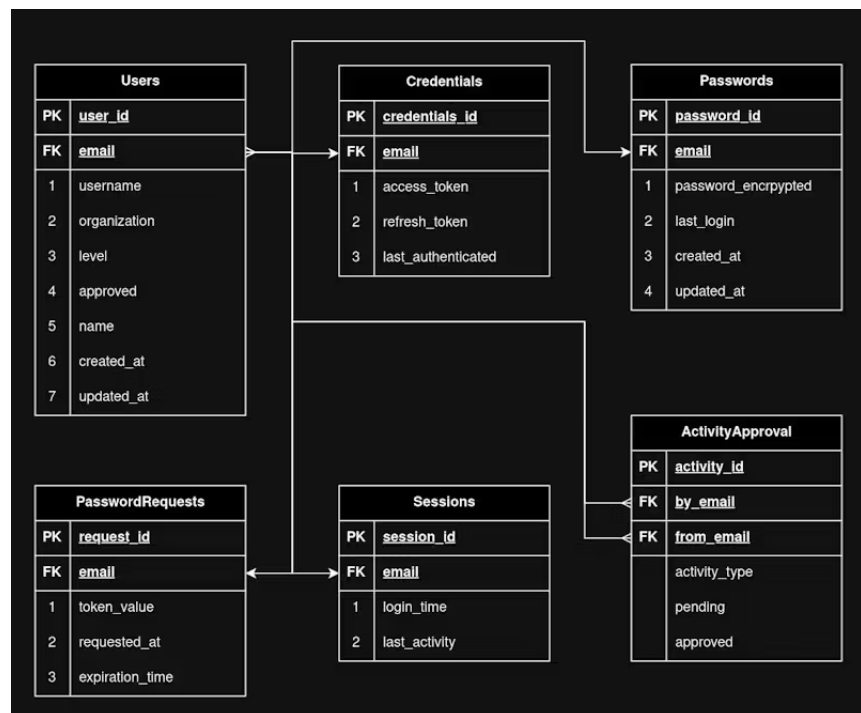 Users
PK user_id
FK email
1 username
2 organization
3 level
4 approved
5 name
6 created_at
7 updated_at
Credentials
PK credentials_id
FK email
1 access_token
2 refresh_token
3 last_authenticated
Passwords
PK password_id
FK email
1 password_encrpypted
2 last_login
3 created_at
4 updated_at
PasswordRequests
PK request_id
FK email
1 token_value
2 requested_at
3 expiration_time
Sessions
PK session_id
FK email
1 login_time
2 last_activity
ActivityApproval
PK activity_id
FK by_email
FK from_email
activity_type
pending
approved